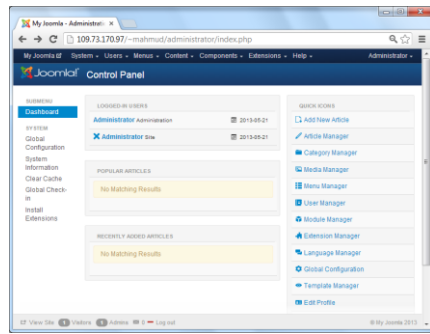 My Joomla - Administratio
109.73.170.97/~mahmud/administrator/index.php
My Joomla System Users Menus Content Components Extensions Help Administrator
Joomla! Control Panel
SUBMENU
Dashboard
SYSTEM
Global
Configuration
System
Information
Clear Cache
Global Check-
in
Install
Extensions
LOGGED-IN USERS
Administrator Administration 2013-05-21
Administrator Site 2013-05-21
POPULAR ARTICLES
No Matching Results
RECENTLY ADDED ARTICLES
No Matching Results
QUICK ICONS
Add New Article
Article Manager
Category Manager
Media Manager
Menu Manager
User Manager
Module Manager
Extension Manager
Language Manager
Global Configuration
Template Manager
Edit Profile
View Site 1 Visitors Admins 0 Log out © My Joomla 2013